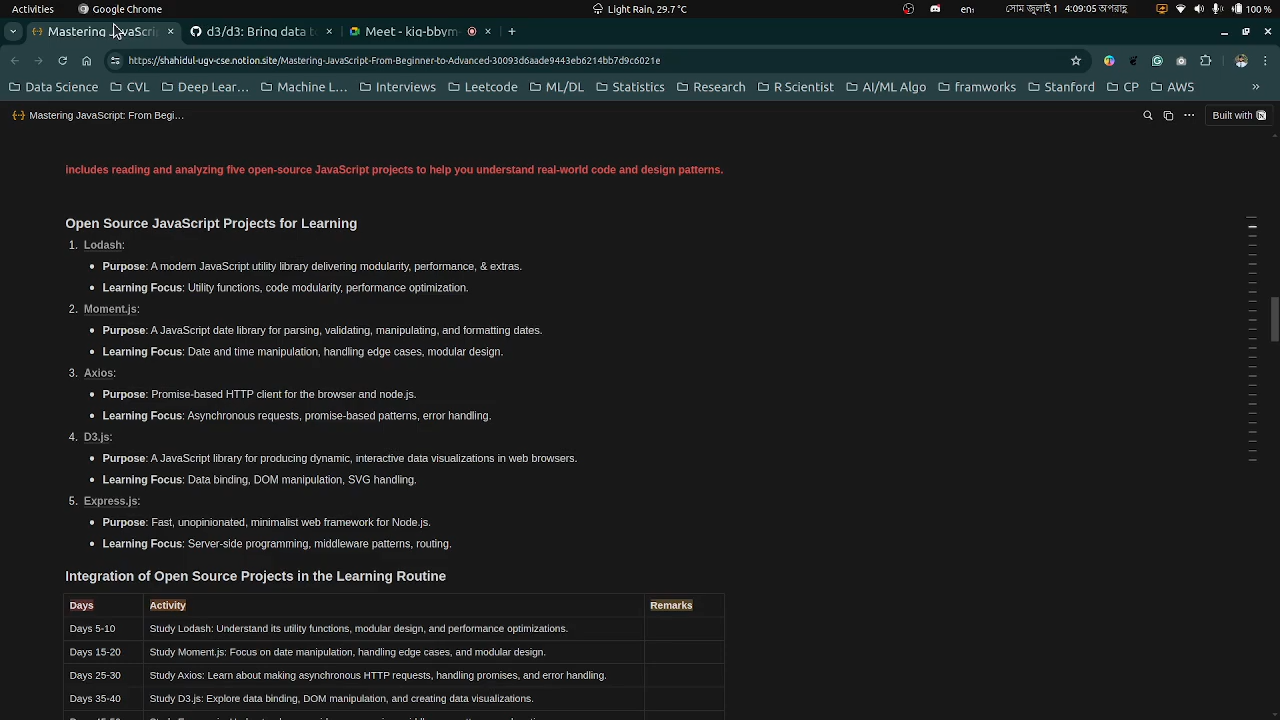 Activities Google Chrome Light Rain, 29.7 °C en₁ সোম জুলাই 1 4:09:05 অপরাহ্ণ 100 %
Mastering JavaScri d3/d3: Bring data t Meet - kiq-bbym
https://shahidul-ugv-cse.notion.site/Mastering-JavaScript-From-Beginner-to-Advanced-30093d6aade9443eb6214bb7d9c6021e
Data Science CVL Deep Lear... Machine L... Interviews Leetcode ML/DL Statistics Research R Scientist AI/ML Algo framworks Stanford CP AWS »
Mastering JavaScript: From Begi... Built with
includes reading and analyzing five open-source JavaScript projects to help you understand real-world code and design patterns.
Open Source JavaScript Projects for Learning
1. Lodash:
• Purpose: A modern JavaScript utility library delivering modularity, performance, & extras.
• Learning Focus: Utility functions, code modularity, performance optimization.
2. Moment.js:
• Purpose: A JavaScript date library for parsing, validating, manipulating, and formatting dates.
• Learning Focus: Date and time manipulation, handling edge cases, modular design.
3. Axios:
• Purpose: Promise-based HTTP client for the browser and node.js.
• Learning Focus: Asynchronous requests, promise-based patterns, error handling.
4. D3.js:
• Purpose: A JavaScript library for producing dynamic, interactive data visualizations in web browsers.
• Learning Focus: Data binding, DOM manipulation, SVG handling.
5. Express.js:
• Purpose: Fast, unopinionated, minimalist web framework for Node.js.
• Learning Focus: Server-side programming, middleware patterns, routing.
Integration of Open Source Projects in the Learning Routine
Days Activity Remarks
Days 5-10 Study Lodash: Understand its utility functions, modular design, and performance optimizations.
Days 15-20 Study Moment.js: Focus on date manipulation, handling edge cases, and modular design.
Days 25-30 Study Axios: Learn about making asynchronous HTTP requests, handling promises, and error handling.
Days 35-40 Study D3.js: Explore data binding, DOM manipulation, and creating data visualizations.